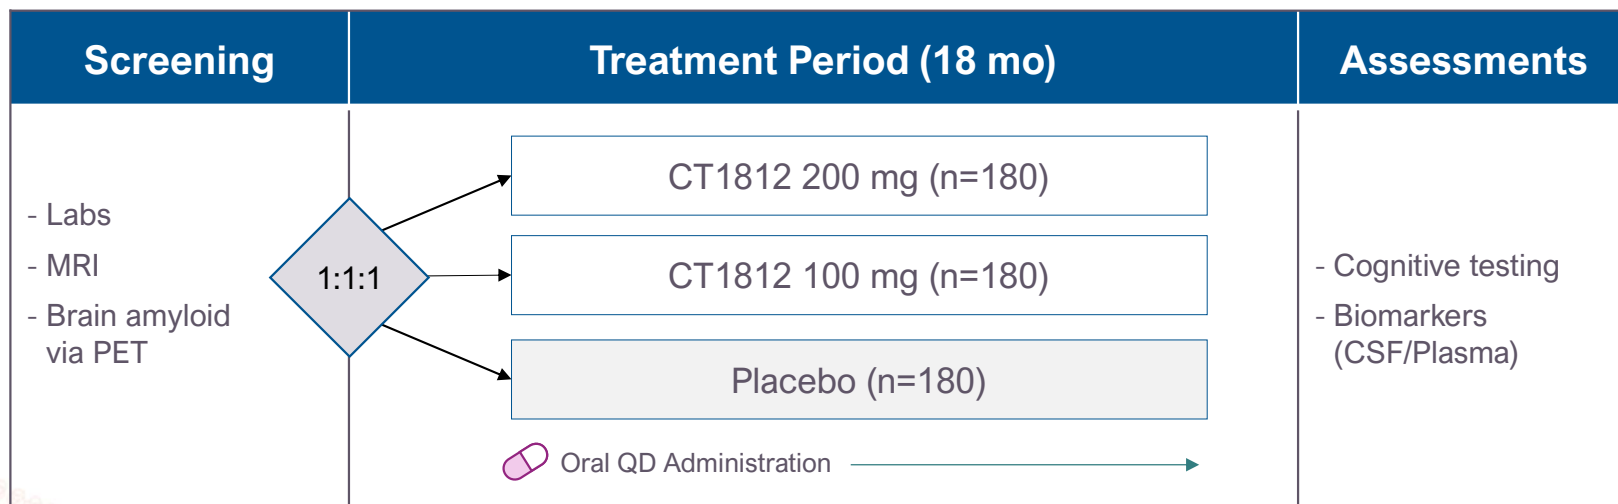 Screening
Treatment Period (18 mo)
Assessments
- Labs
- MRI
- Brain amyloid
via PET
1:1:1
CT1812 200 mg (n=180)
CT1812 100 mg (n=180)
Placebo (n=180)
Oral QD Administration
- Cognitive testing
- Biomarkers
(CSF/Plasma)